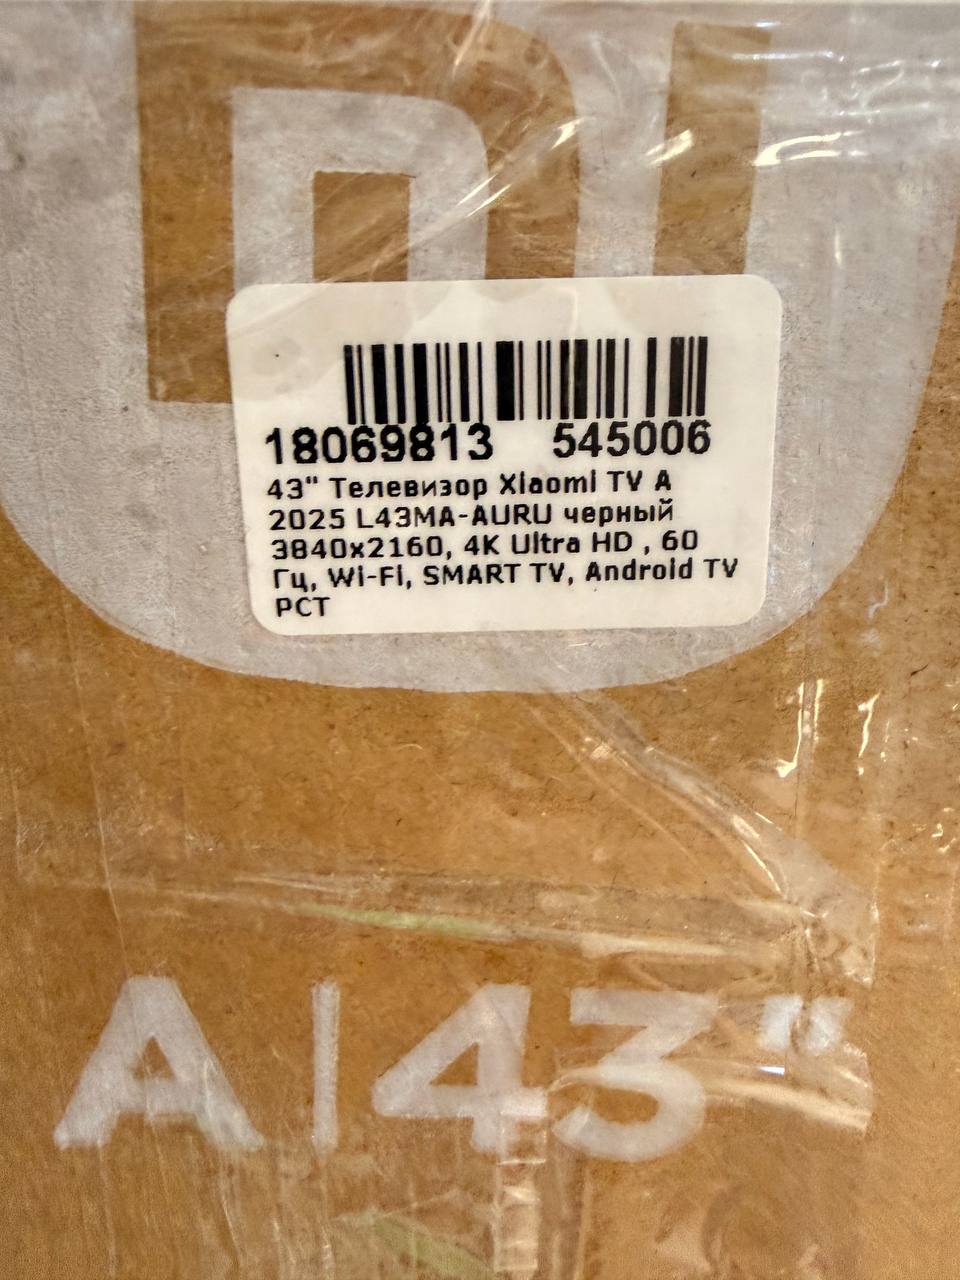 18069813 545006
43" Телевизор Xiaomi TV A
2025 L43MA-AURU черный
3840x2160, 4K Ultra HD , 60
Гц, Wi-Fi, SMART TV, Android TV
РСТ
A|43"